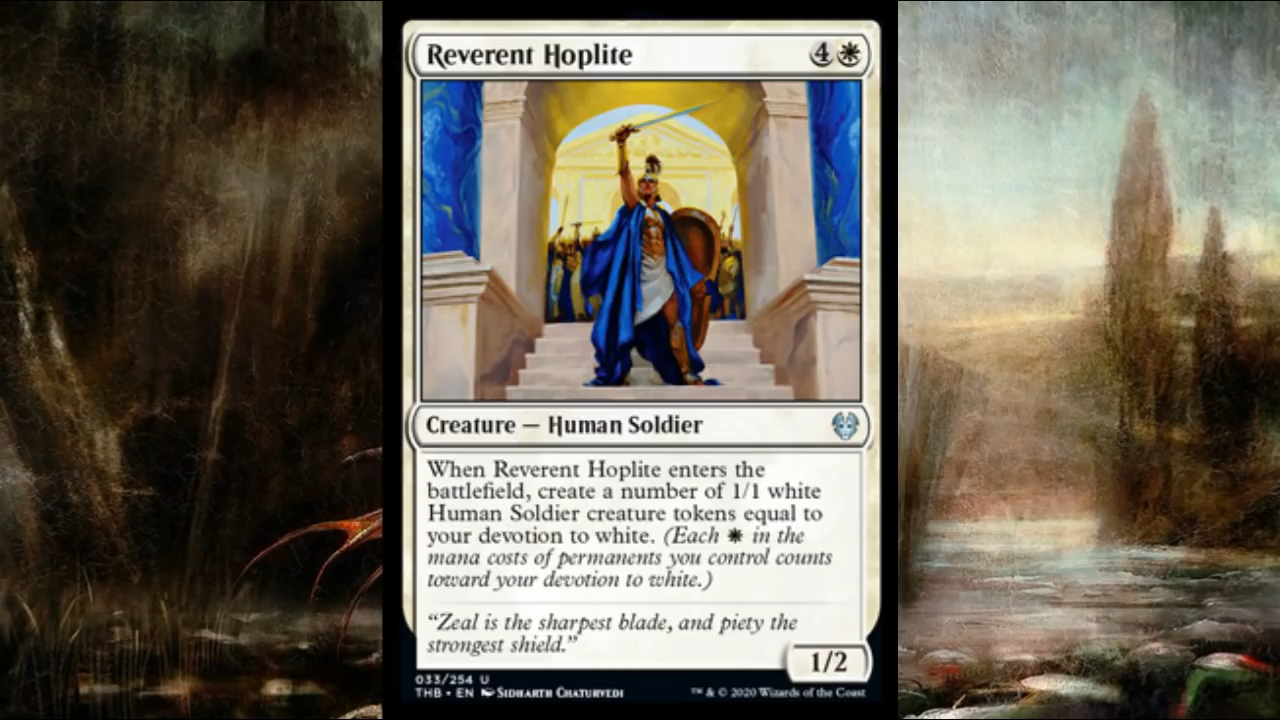 Reverent Hoplite 4
Creature — Human Soldier
When Reverent Hoplite enters the
battlefield, create a number of 1/1 white
Human Soldier creature tokens equal to
your devotion to white. (Each in the
mana costs of permanents you control counts
toward your devotion to white.)
“Zeal is the sharpest blade, and piety the
strongest shield.”
1/2
033/254 U
THB • EN Sidharth Chaturvedi ™ & © 2020 Wizards of the Coast